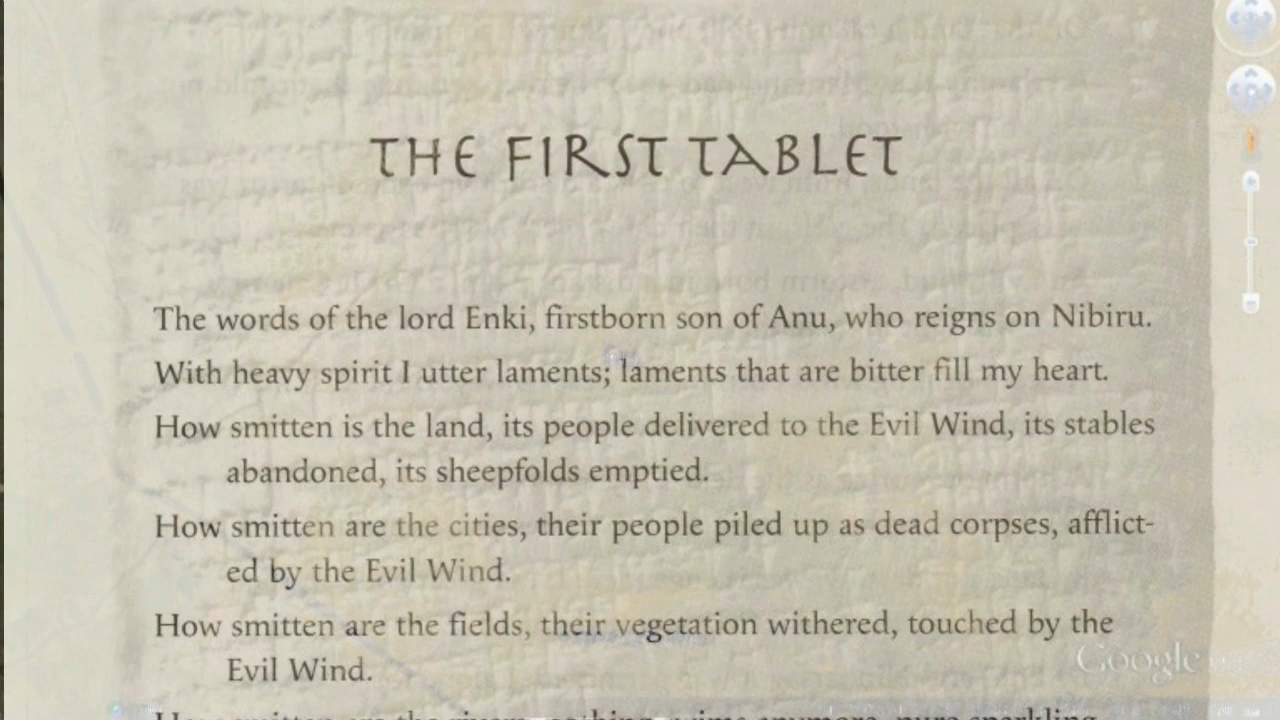 THE FIRST TABLET
The words of the lord Enki, firstborn son of Anu, who reigns on Nibiru.
With heavy spirit I utter laments; laments that are bitter fill my heart.
How smitten is the land, its people delivered to the Evil Wind, its stables
abandoned, its sheepfolds emptied.
How smitten are the cities, their people piled up as dead corpses, afflict-
ed by the Evil Wind.
How smitten are the fields, their vegetation withered, touched by the
Evil Wind.
Google